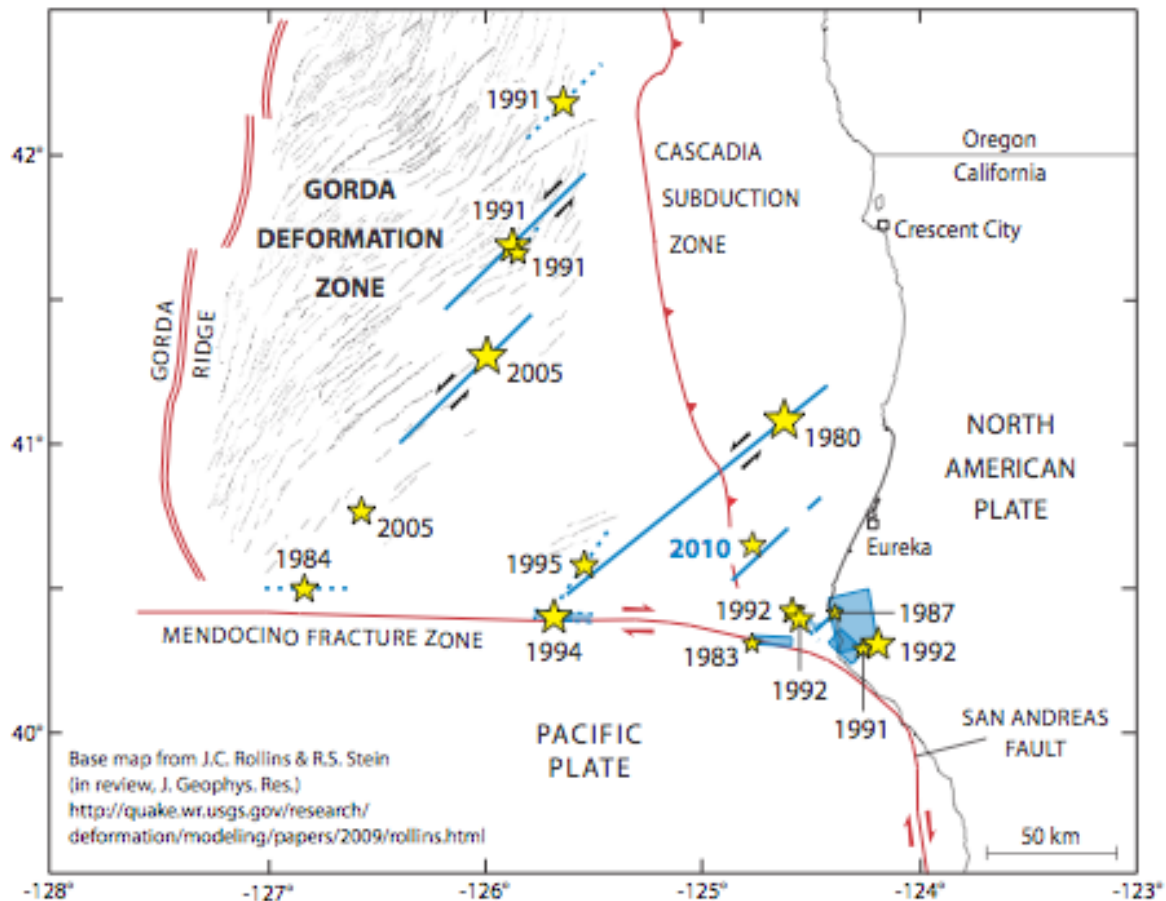 1991
42°
Oregon
California
CASCADIA
SUBDUCTION
ZONE
GORDA
DEFORMATION
ZONE
1991
1991
Crescent City
GORDA
RIDGE
2005
41°
1980
NORTH
AMERICAN
PLATE
2005
2010
Eureka
1984
1995
1992
1987
MENDOCINO FRACTURE ZONE
1994
1983
1992
1992
1991
40°
PACIFIC
PLATE
SAN ANDREAS
FAULT
Base map from J.C. Rollins & R.S. Stein
(in review, J. Geophys. Res.)
http://quake.wr.usgs.gov/research/
deformation/modeling/papers/2009/rollins.html
50 km
-128°
-127°
-126°
-125°
-124°
-123°